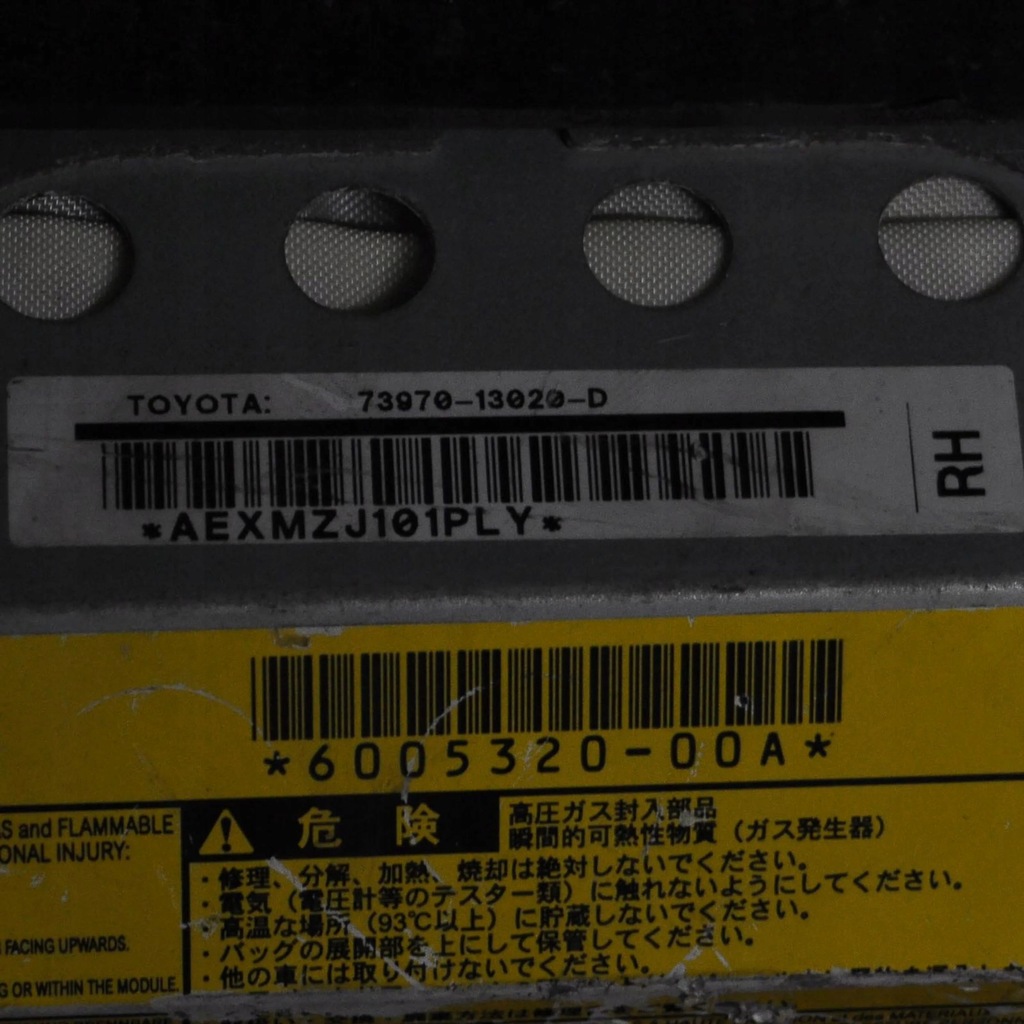 TOYOTA: 73970-13020-D
*AEXMZJ101PLY*
RH
*6005320-00A*
S and FLAMMABLE
ONAL INJURY:
FACING UPWARDS.
G OR WITHIN THE MODULE.
危険
高圧ガス封入部品
瞬間的可熱性物質（ガス発生器）
・修理、分解、加熱、焼却は絶対しないでください。
・電気（電圧計等のテスター類）に触れないようにしてください。
・高温な場所（93℃以上）に貯蔵しないでください。
・バッグの展開部を上にして保管してください。
・他の車には取り付けないでください。